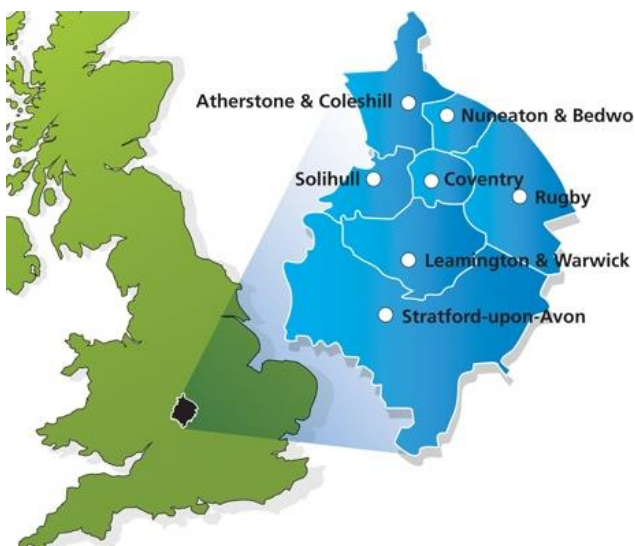 Atherstone & Coleshill
Nuneaton & Bedwo
Solihull
Coventry
Rugby
Leamington & Warwick
Stratford-upon-Avon